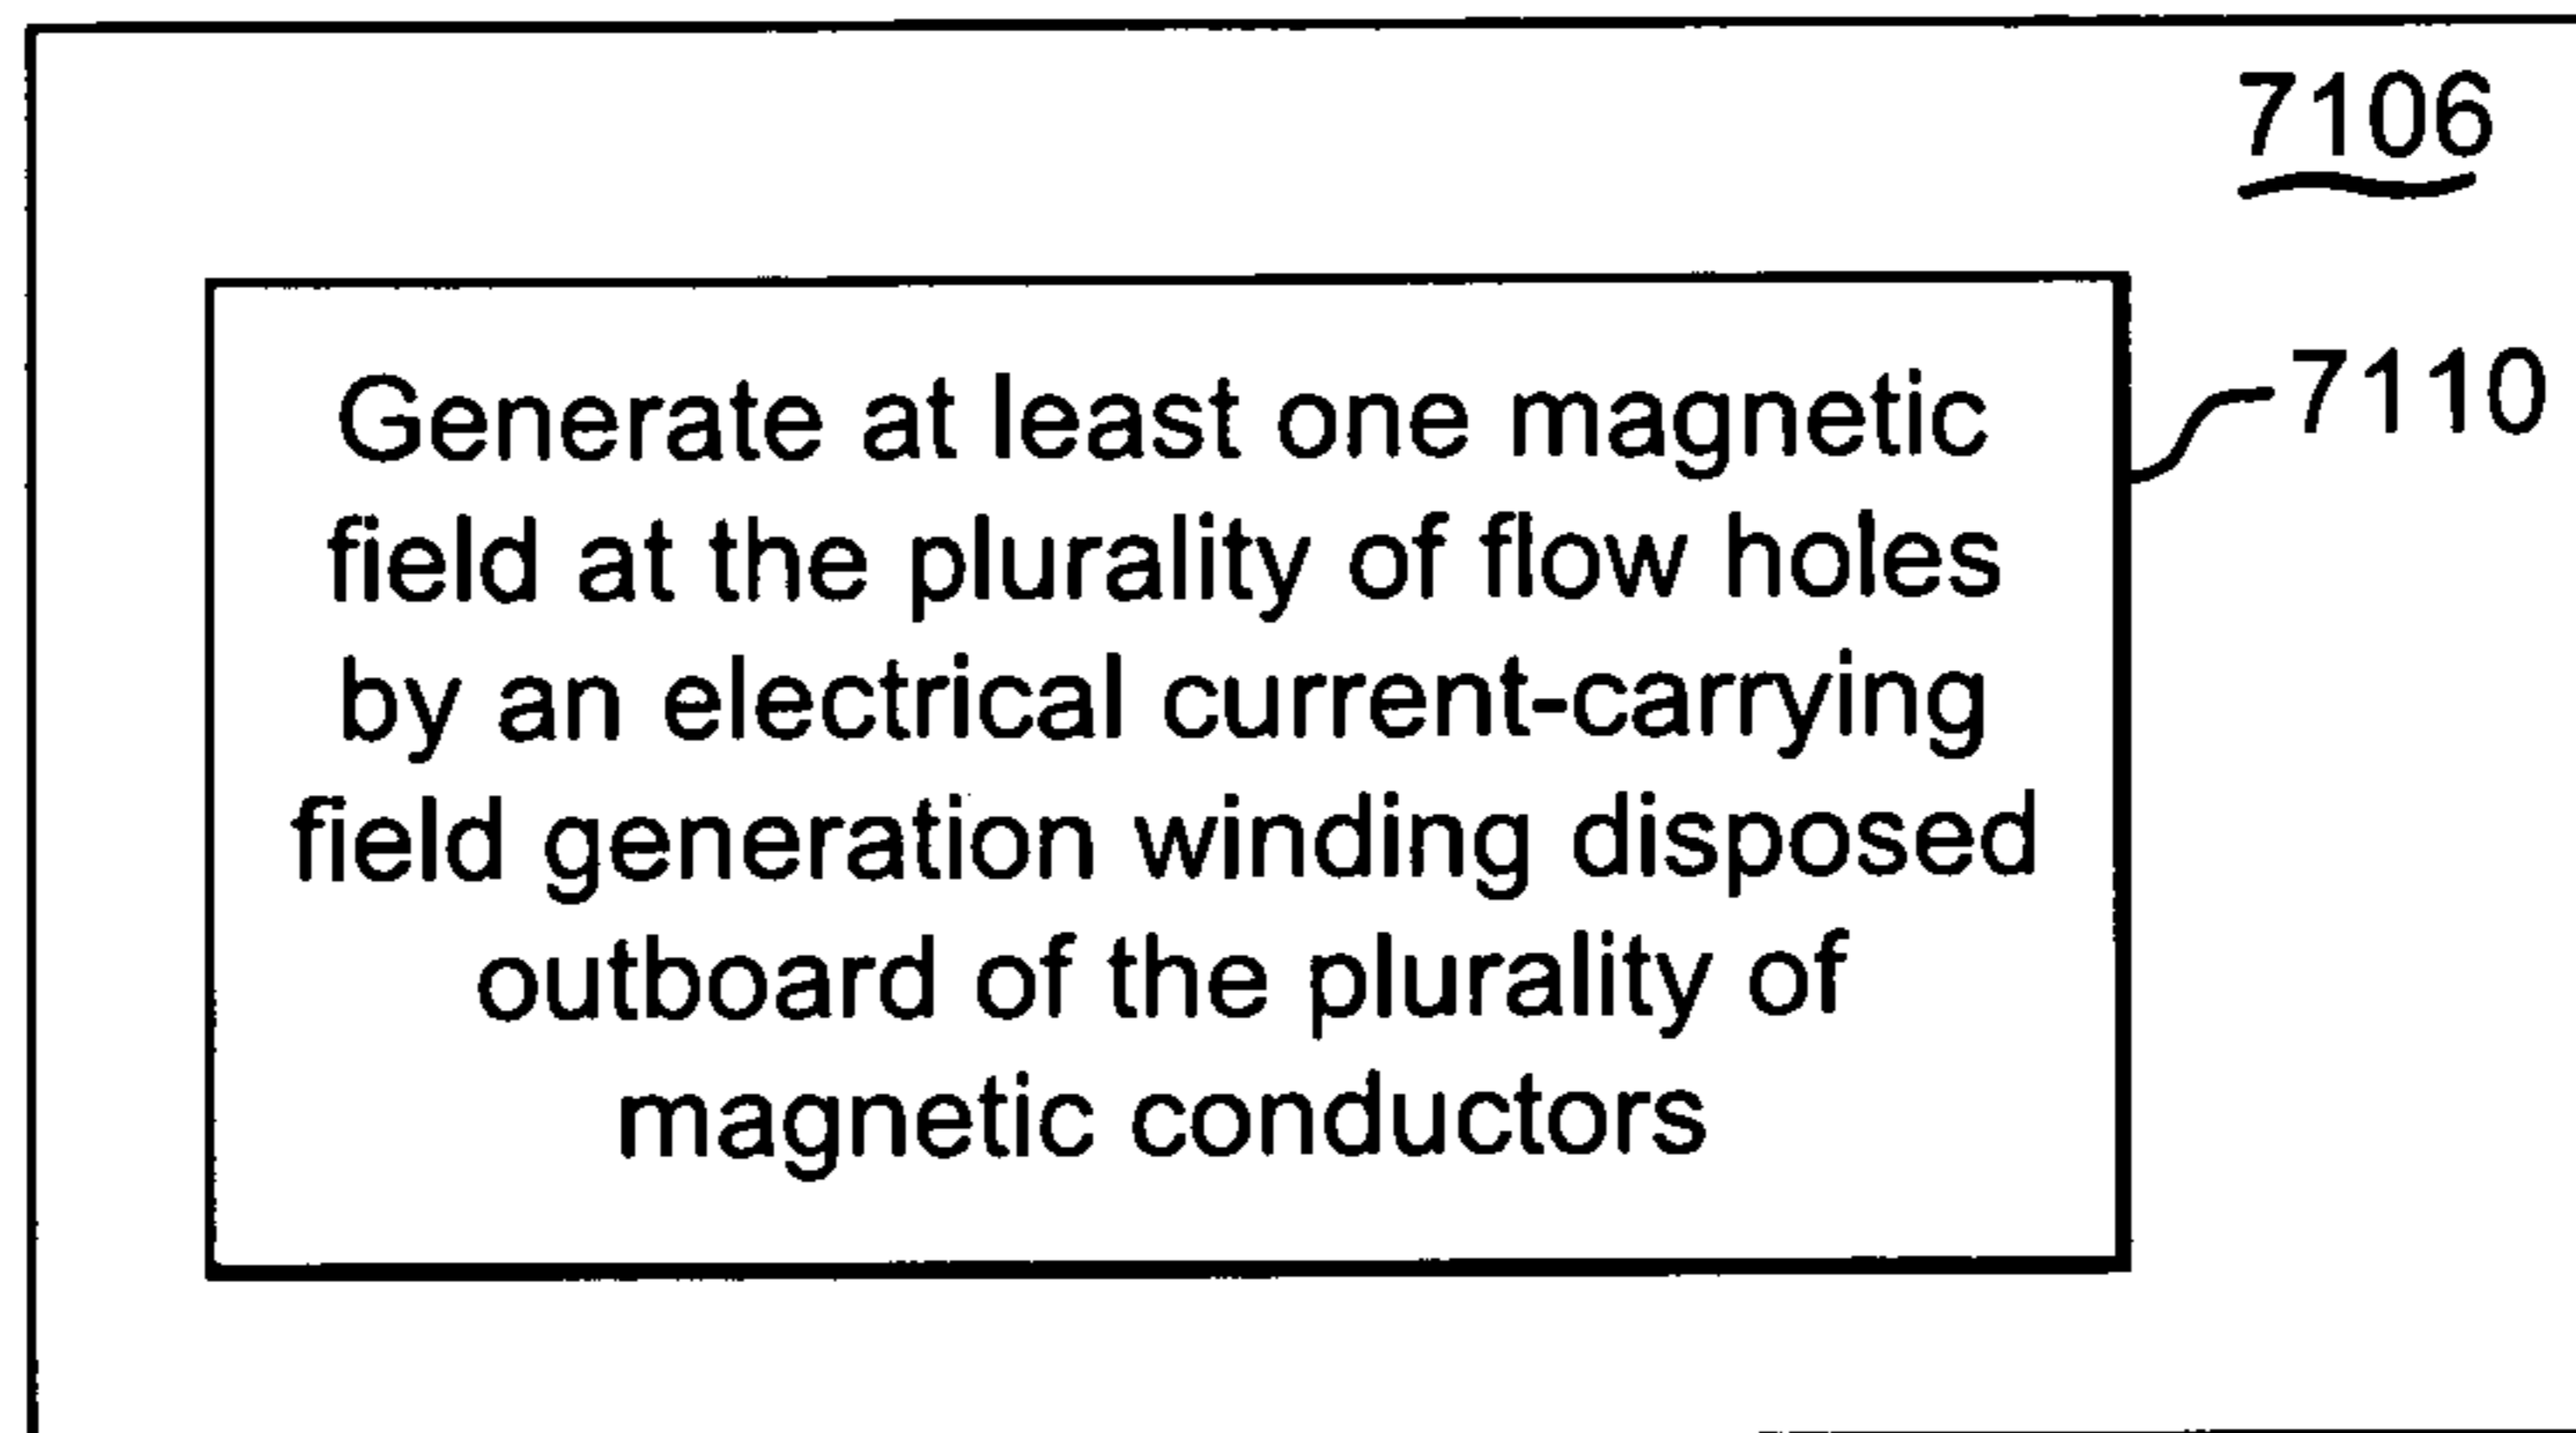 7106
Generate at least one magnetic
7110
field at the plurality of flow holes
by an electrical current-carrying
field generation winding disposed
outboard of the plurality of
magnetic conductors